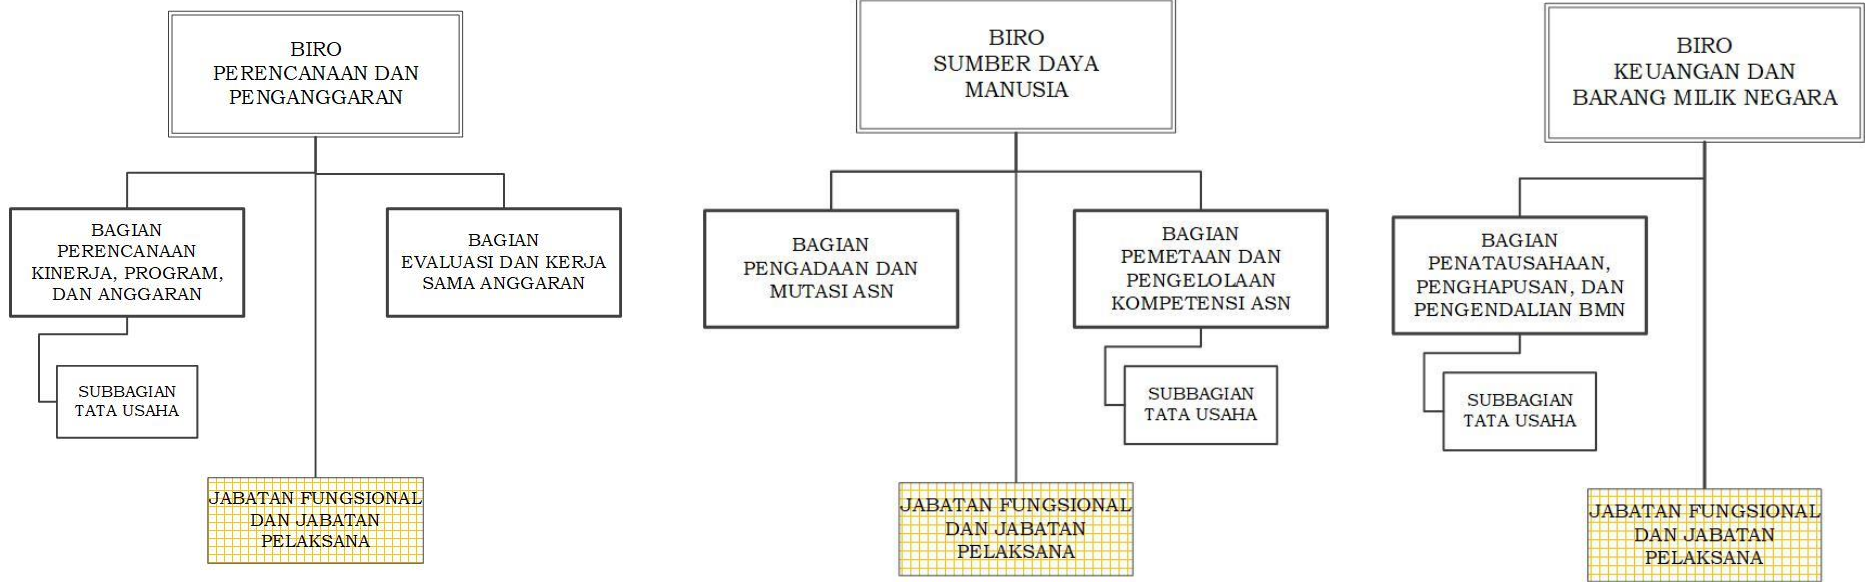 BIRO
PERENCANAAN DAN
PENGANGGARAN
BAGIAN
PERENCANAAN
KINERJA, PROGRAM,
DAN ANGGARAN
BAGIAN
EVALUASI DAN KERJA
SAMA ANGGARAN
SUBBAGIAN
TATA USAHA
JABATAN FUNGSIONAL
DAN JABATAN
PELAKSANA
BIRO
SUMBER DAYA
MANUSIA
BAGIAN
PENGADAAN DAN
MUTASI ASN
BAGIAN
PEMETAAN DAN
PENGELOLAAN
KOMPETENSI ASN
SUBBAGIAN
TATA USAHA
JABATAN FUNGSIONAL
DAN JABATAN
PELAKSANA
BIRO
KEUANGAN DAN
BARANG MILIK NEGARA
BAGIAN
PENATAUSAHAAN,
PENGHAPUSAN, DAN
PENGENDALIAN BMN
SUBBAGIAN
TATA USAHA
JABATAN FUNGSIONAL
DAN JABATAN
PELAKSANA